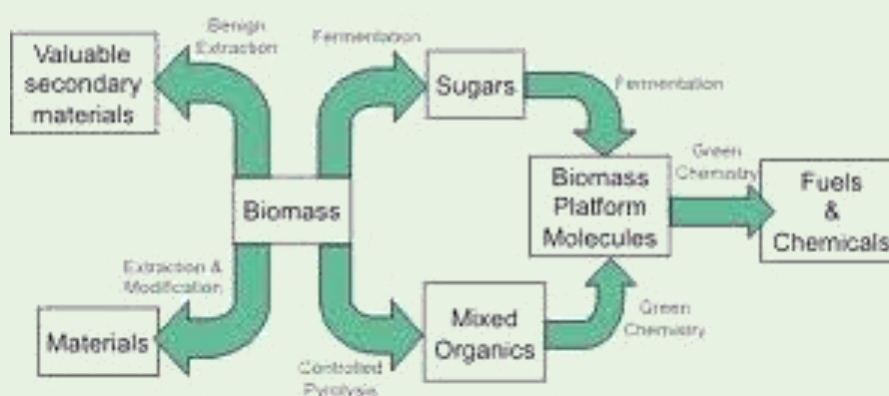 Benign
Extraction
Fermentation
Valuable
secondary
materials
Sugars
Fermentation
Green
Chemistry
Biomass
Biomass
Platform
Molecules
Fuels
&
Chemicals
Extraction &
Modification
Materials
Mixed
Organics
Green
Chemistry
Controlled
Pyrolysis